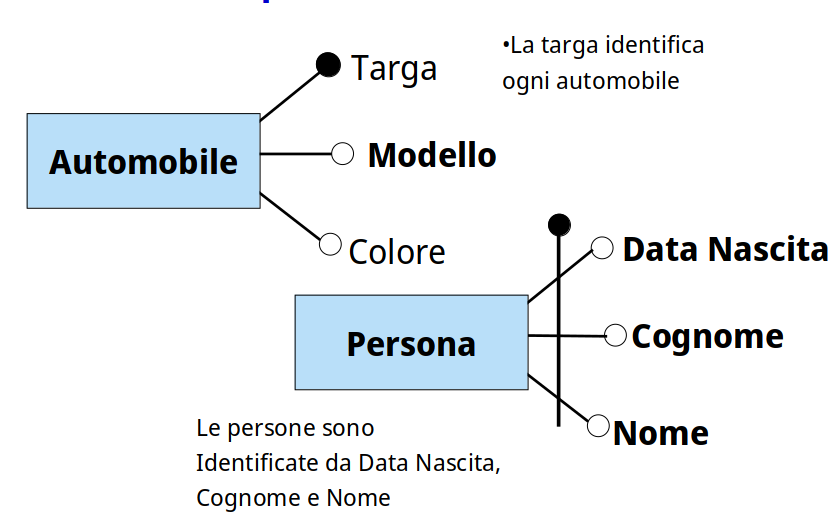 Targa
•La targa identifica
ogni automobile
Automobile
Modello
Colore
Data Nascita
Persona
Cognome
Nome
Le persone sono
Identificate da Data Nascita,
Cognome e Nome